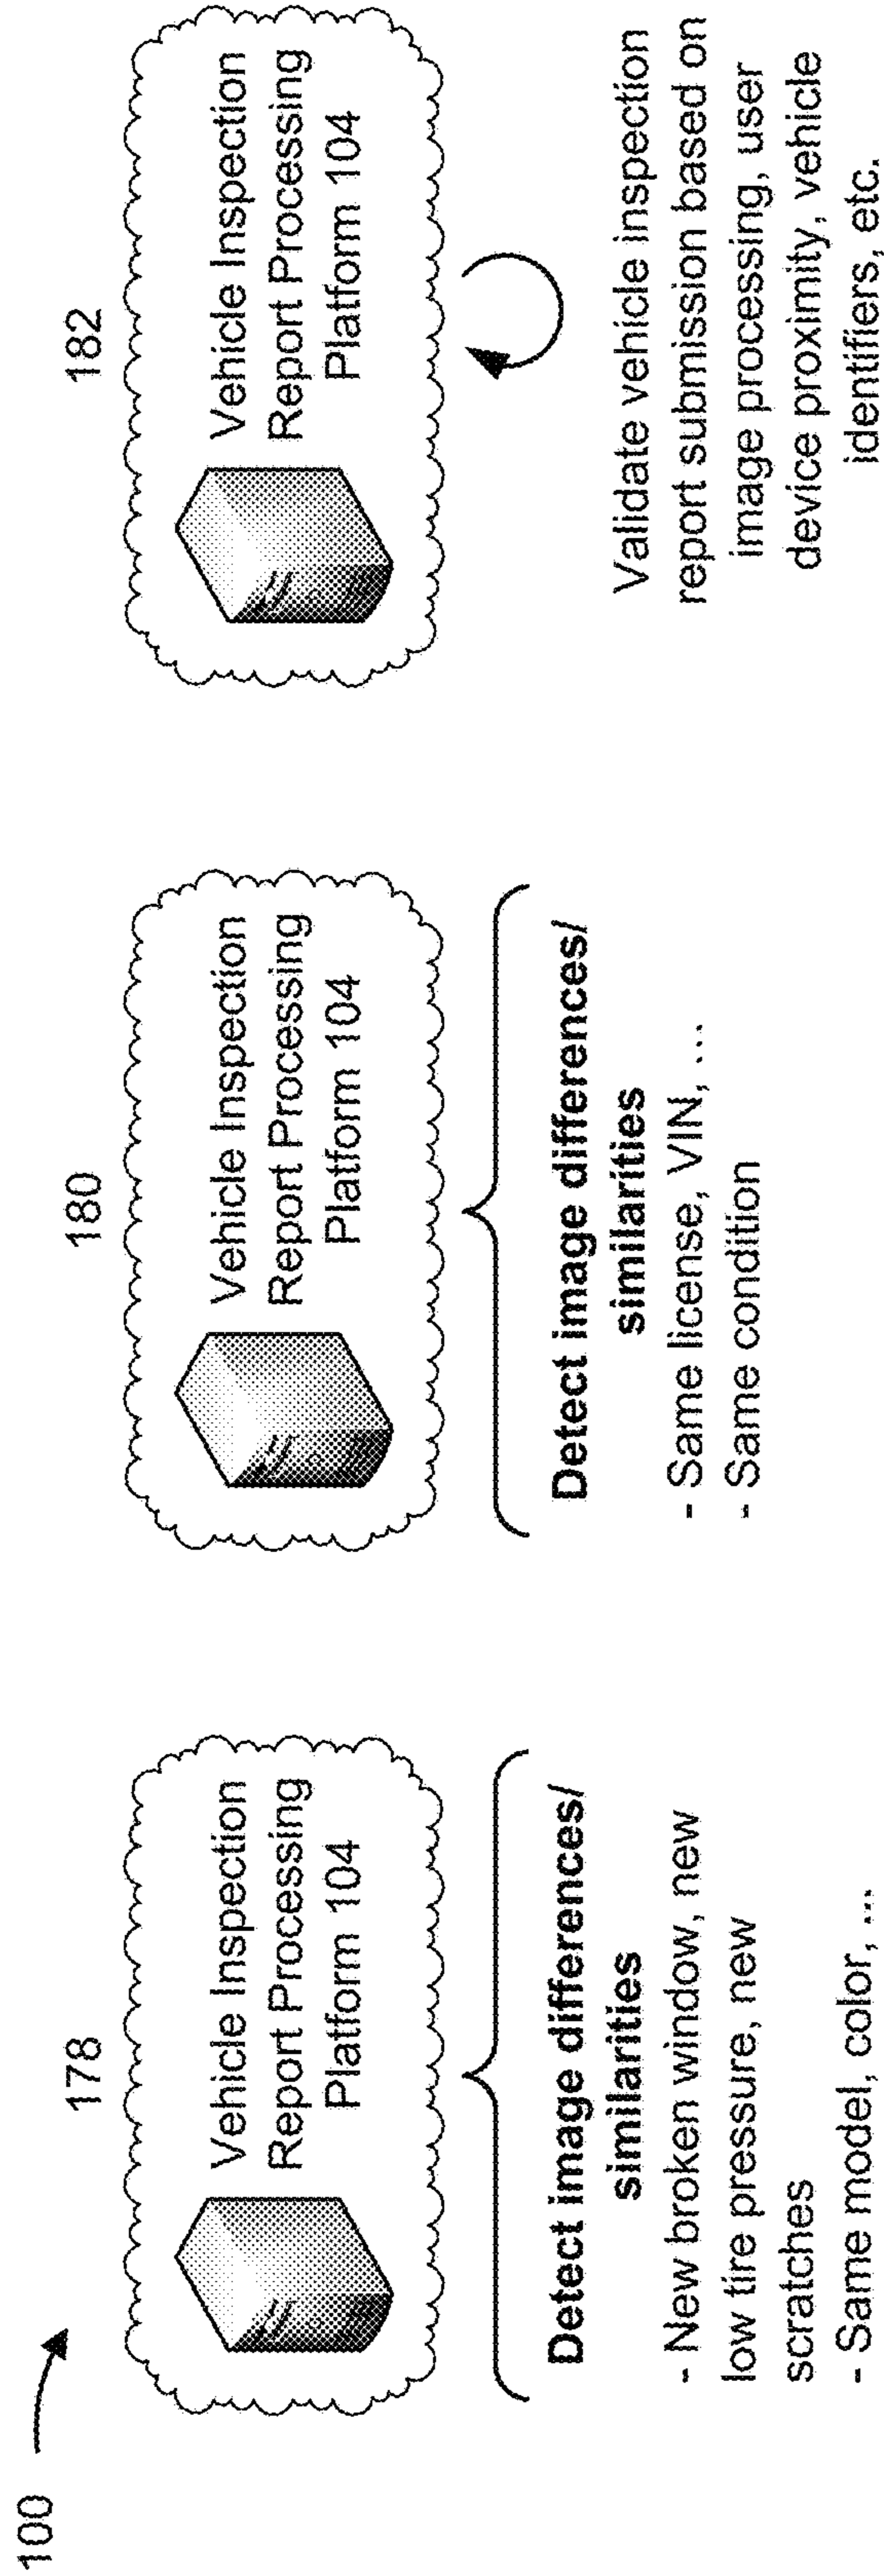 100
178
Vehicle Inspection
Report Processing
Platform 104
Detect image differences/
similarities
- New broken window, new
low tire pressure, new
scratches
- Same model, color, ...
180
Vehicle Inspection
Report Processing
Platform 104
Detect image differences/
similarities
- Same license, VIN, ...
- Same condition
182
Vehicle Inspection
Report Processing
Platform 104
Validate vehicle inspection
report submission based on
image processing, user
device proximity, vehicle
identifiers, etc.